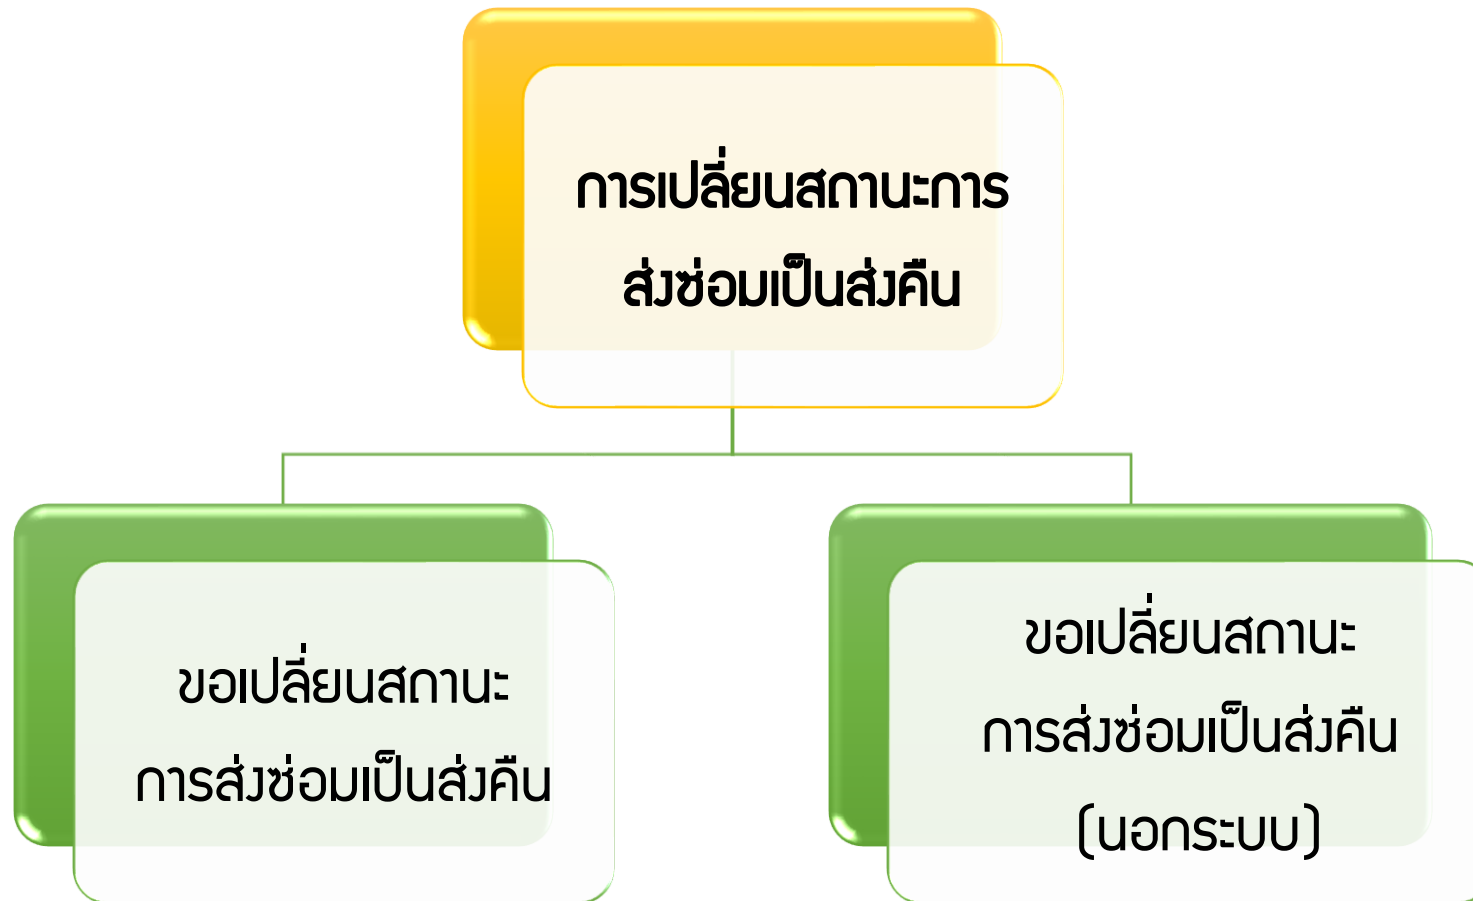 การเปลี่ยนสถานะการ
ส่งซ่อมเป็นส่งคืน
ขอเปลี่ยนสถานะ
การส่งซ่อมเป็นส่งคืน
ขอเปลี่ยนสถานะ
การส่งซ่อมเป็นส่งคืน
(นอกระบบ)